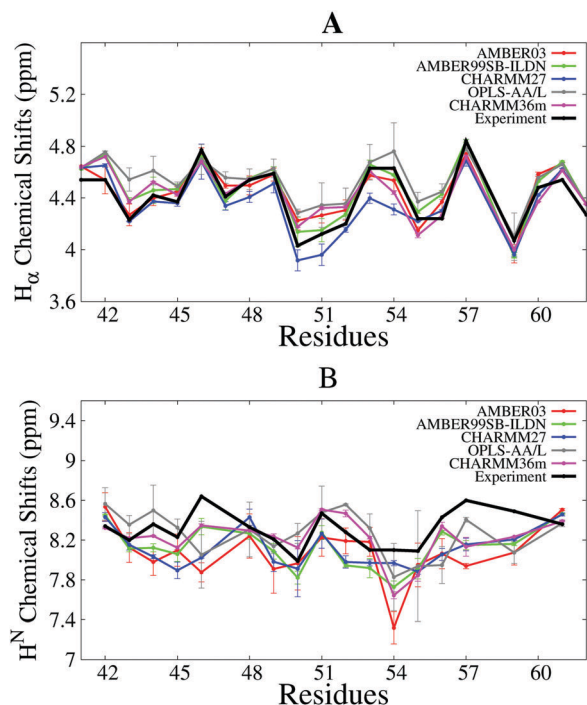 A
Hα Chemical Shifts (ppm)
5.2
4.8
4.4
4
3.6
AMBER03
AMBER99SB-ILDN
CHARMM27
OPLS-AA/L
CHARMM36m
Experiment
42 45 48 51 54 57 60
Residues
B
H^N Chemical Shifts (ppm)
9.4
9
8.6
8.2
7.8
7.4
7
AMBER03
AMBER99SB-ILDN
CHARMM27
OPLS-AA/L
CHARMM36m
Experiment
42 45 48 51 54 57 60
Residues